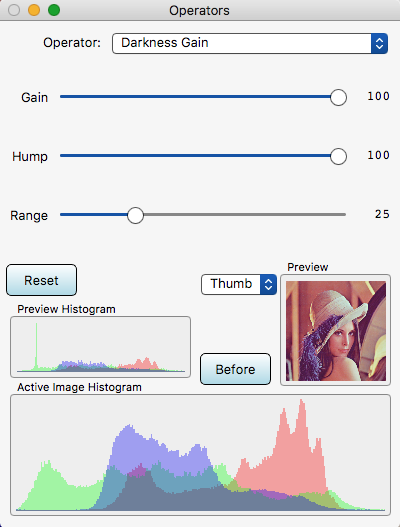 Operators
Operator: Darkness Gain
Gain 100
Hump 100
Range 25
Reset Thumb Preview
Preview Histogram
Before
Active Image Histogram